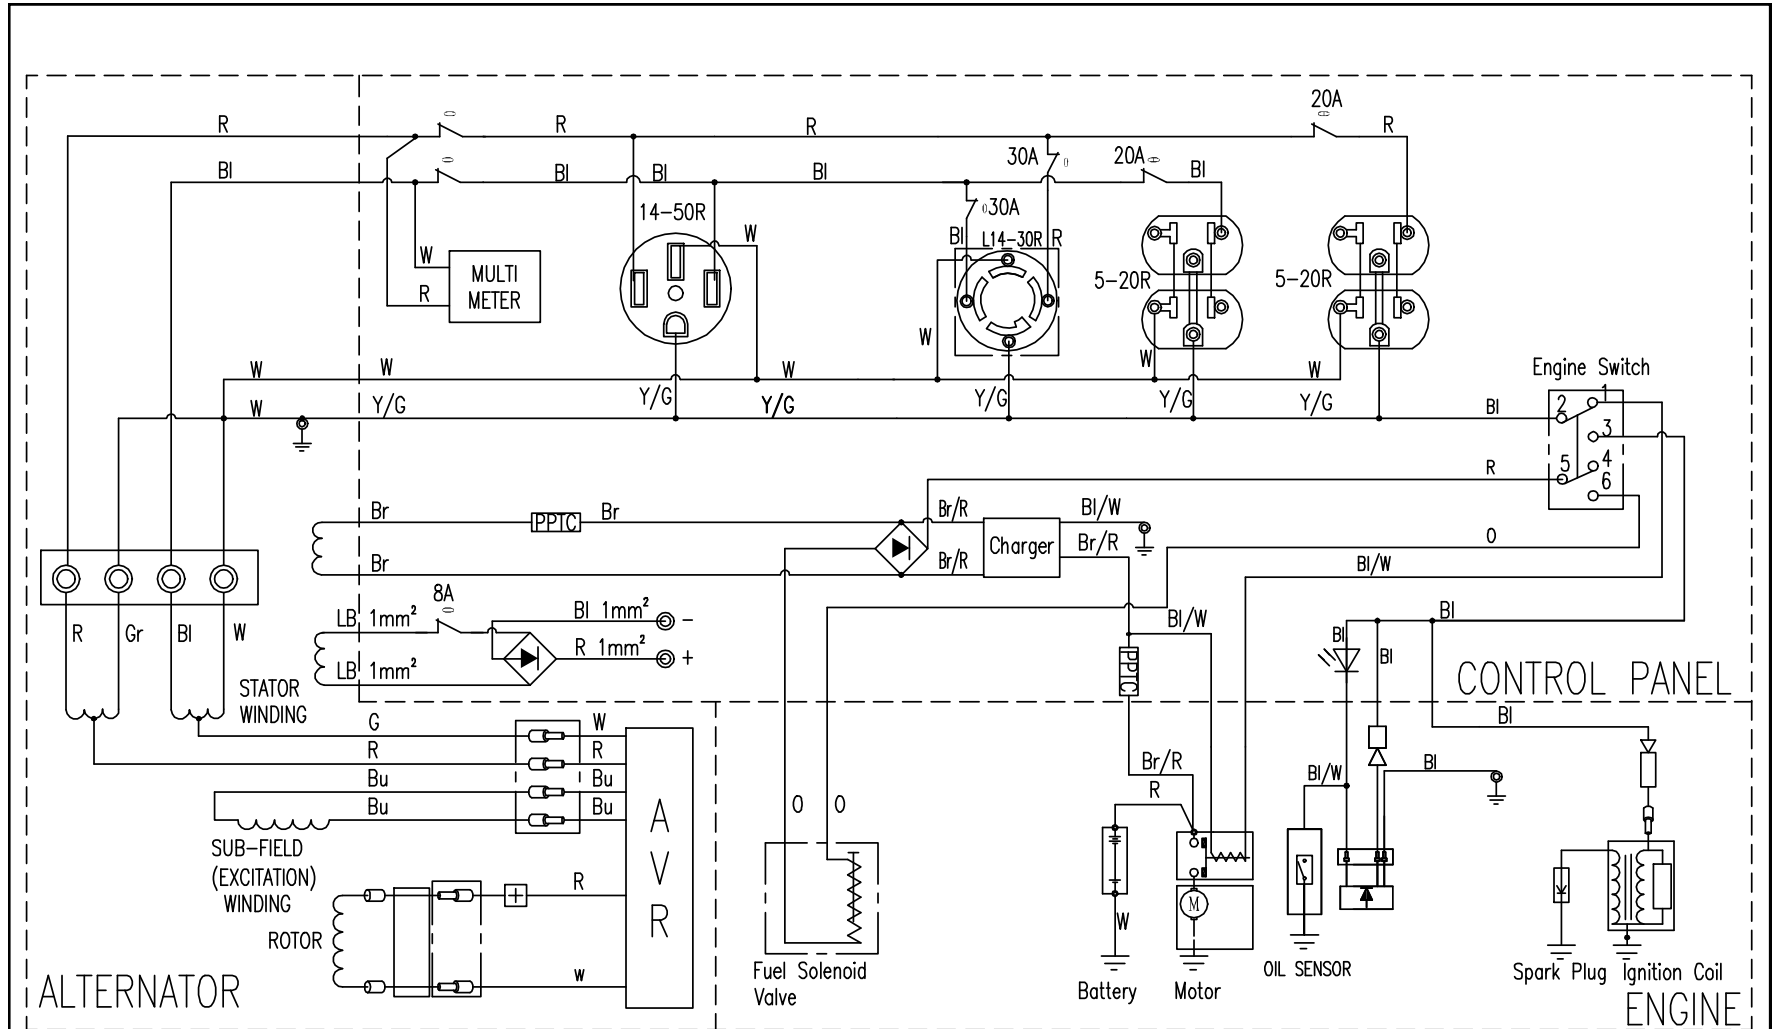 20A
R
R
R
R
Bl
Bl
Bl
Bl
30A
20A
Bl
14-50R
30A
W
Bl
L14-30R
R
W
R
MULTI
METER
5-20R
5-20R
W
W
W
W
W
W
W
Y/G
Y/G
Y/G
Y/G
Y/G
Y/G
Engine Switch
1
2
3
4
5
6
Bl
R
Br
PPTC
Br
Br/R
Charger
Bl/W
Br/R
Br
Br/R
O
Bl/W
8A
LB 1mm²
Bl 1mm²
-
LB 1mm²
R 1mm²
+
Bl/W
Bl
R
Gr
Bl
W
Bl
Bl
PPTC
STATOR
WINDING
CONTROL PANEL
G
W
R
R
Bu
Bu
Bu
Bu
Bl
Br/R
R
Bl/W
Bl
O
O
AVR
SUB-FIELD
(EXCITATION)
WINDING
R
ROTOR
W
W
M
Fuel Solenoid
Valve
Battery
Motor
OIL SENSOR
Spark Plug
Ignition Coil
ALTERNATOR
ENGINE